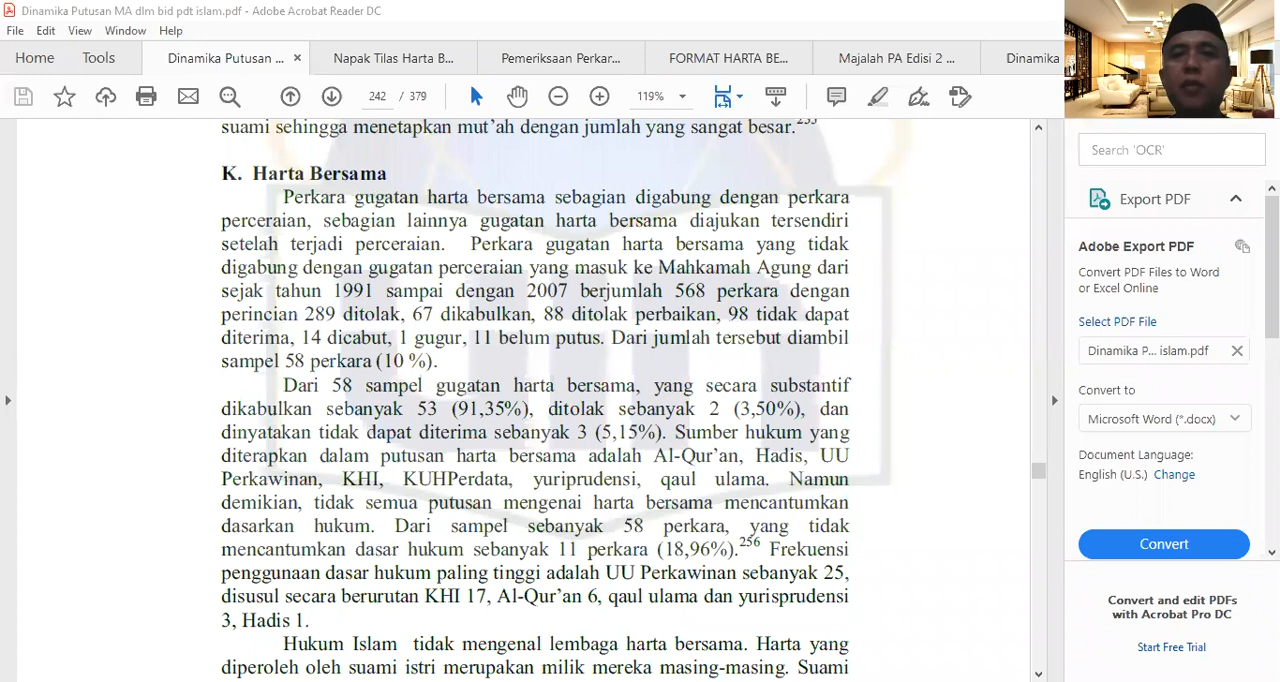 Dinamika Putusan MA dlm bid pdt islam.pdf - Adobe Acrobat Reader DC
File Edit View Window Help
Home Tools Dinamika Putusan ... × Napak Tilas Harta B... Pemeriksaan Perkar... FORMAT HARTA BE... Majalah PA Edisi 2 ... Dinamika
242 / 379 119%
suami sehingga menetapkan mut'ah dengan jumlah yang sangat besar.255
K. Harta Bersama
Perkara gugatan harta bersama sebagian digabung dengan perkara
perceraian, sebagian lainnya gugatan harta bersama diajukan tersendiri
setelah terjadi perceraian. Perkara gugatan harta bersama yang tidak
digabung dengan gugatan perceraian yang masuk ke Mahkamah Agung dari
sejak tahun 1991 sampai dengan 2007 berjumlah 568 perkara dengan
perincian 289 ditolak, 67 dikabulkan, 88 ditolak perbaikan, 98 tidak dapat
diterima, 14 dicabut, 1 gugur, 11 belum putus. Dari jumlah tersebut diambil
sampel 58 perkara (10 %).
Dari 58 sampel gugatan harta bersama, yang secara substantif
dikabulkan sebanyak 53 (91,35%), ditolak sebanyak 2 (3,50%), dan
dinyatakan tidak dapat diterima sebanyak 3 (5,15%). Sumber hukum yang
diterapkan dalam putusan harta bersama adalah Al-Qur'an, Hadis, UU
Perkawinan, KHI, KUHPerdata, yuriprudensi, qaul ulama. Namun
demikian, tidak semua putusan mengenai harta bersama mencantumkan
dasarkan hukum. Dari sampel sebanyak 58 perkara, yang tidak
mencantumkan dasar hukum sebanyak 11 perkara (18,96%).256 Frekuensi
penggunaan dasar hukum paling tinggi adalah UU Perkawinan sebanyak 25,
disusul secara berurutan KHI 17, Al-Qur'an 6, qaul ulama dan yurisprudensi
3, Hadis 1.
Hukum Islam tidak mengenal lembaga harta bersama. Harta yang
diperoleh oleh suami istri merupakan milik mereka masing-masing. Suami
Search 'OCR'
Export PDF
Adobe Export PDF
Convert PDF Files to Word
or Excel Online
Select PDF File
Dinamika P... islam.pdf
Convert to
Microsoft Word (*.docx)
Document Language:
English (U.S.) Change
Convert
Convert and edit PDFs
with Acrobat Pro DC
Start Free Trial